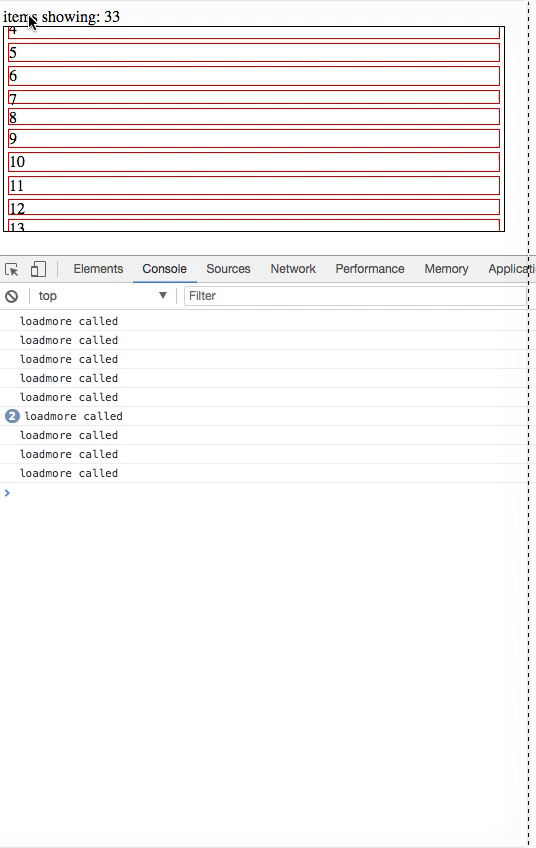 items showing: 33
4
5
6
7
8
9
10
11
12
13
Elements Console Sources Network Performance Memory Applicati
top ▼ Filter
loadmore called
loadmore called
loadmore called
loadmore called
loadmore called
2 loadmore called
loadmore called
loadmore called
loadmore called
>